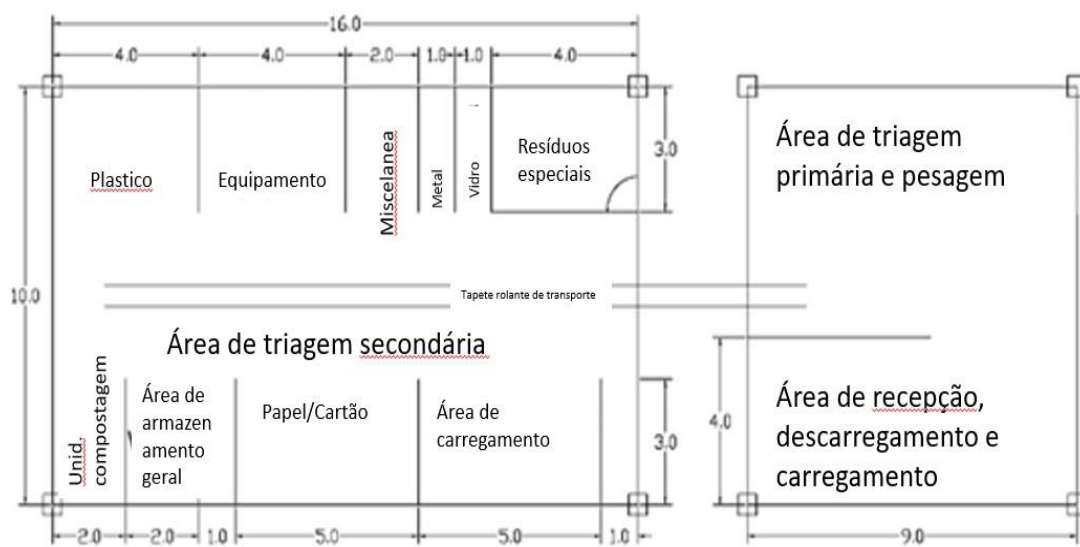 16.0
4.0 4.0 2.0 1.0 1.0 4.0
Plastico
Equipamento
Miscelanea
Metal
Vidro
Resíduos
especiais
3.0
10.0
Tapete rolante de transporte
Área de triagem secondária
Unid.
compostagem
Área de
armazen
amento
geral
Papel/Cartão
Área de
carregamento
3.0
2.0 2.0 1.0 5.0 5.0 1.0
Área de triagem
primária e pesagem
4.0
Área de recepção,
descarregamento e
carregamento
9.0